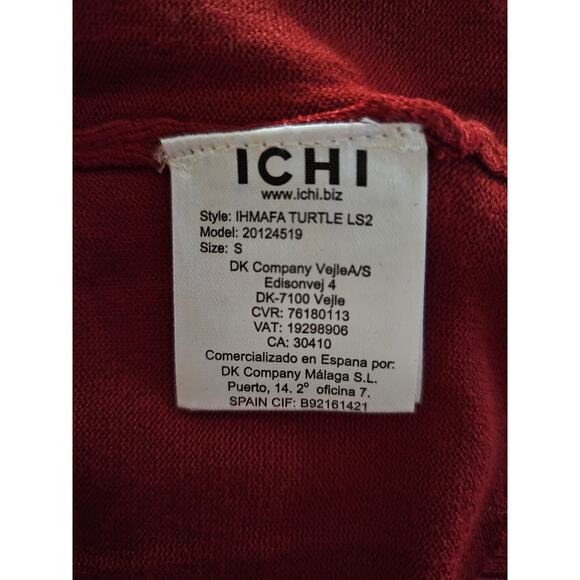 ICHI
www.ichi.biz
Style: IHMAFA TURTLE LS2
Model: 20124519
Size: S
DK Company VejleA/S
Edisonvej 4
DK-7100 Vejle
CVR: 76180113
VAT: 19298906
CA: 30410
Comercializado en Espana por:
DK Company Málaga S.L.
Puerto, 14. 2º oficina 7.
SPAIN CIF: B92161421